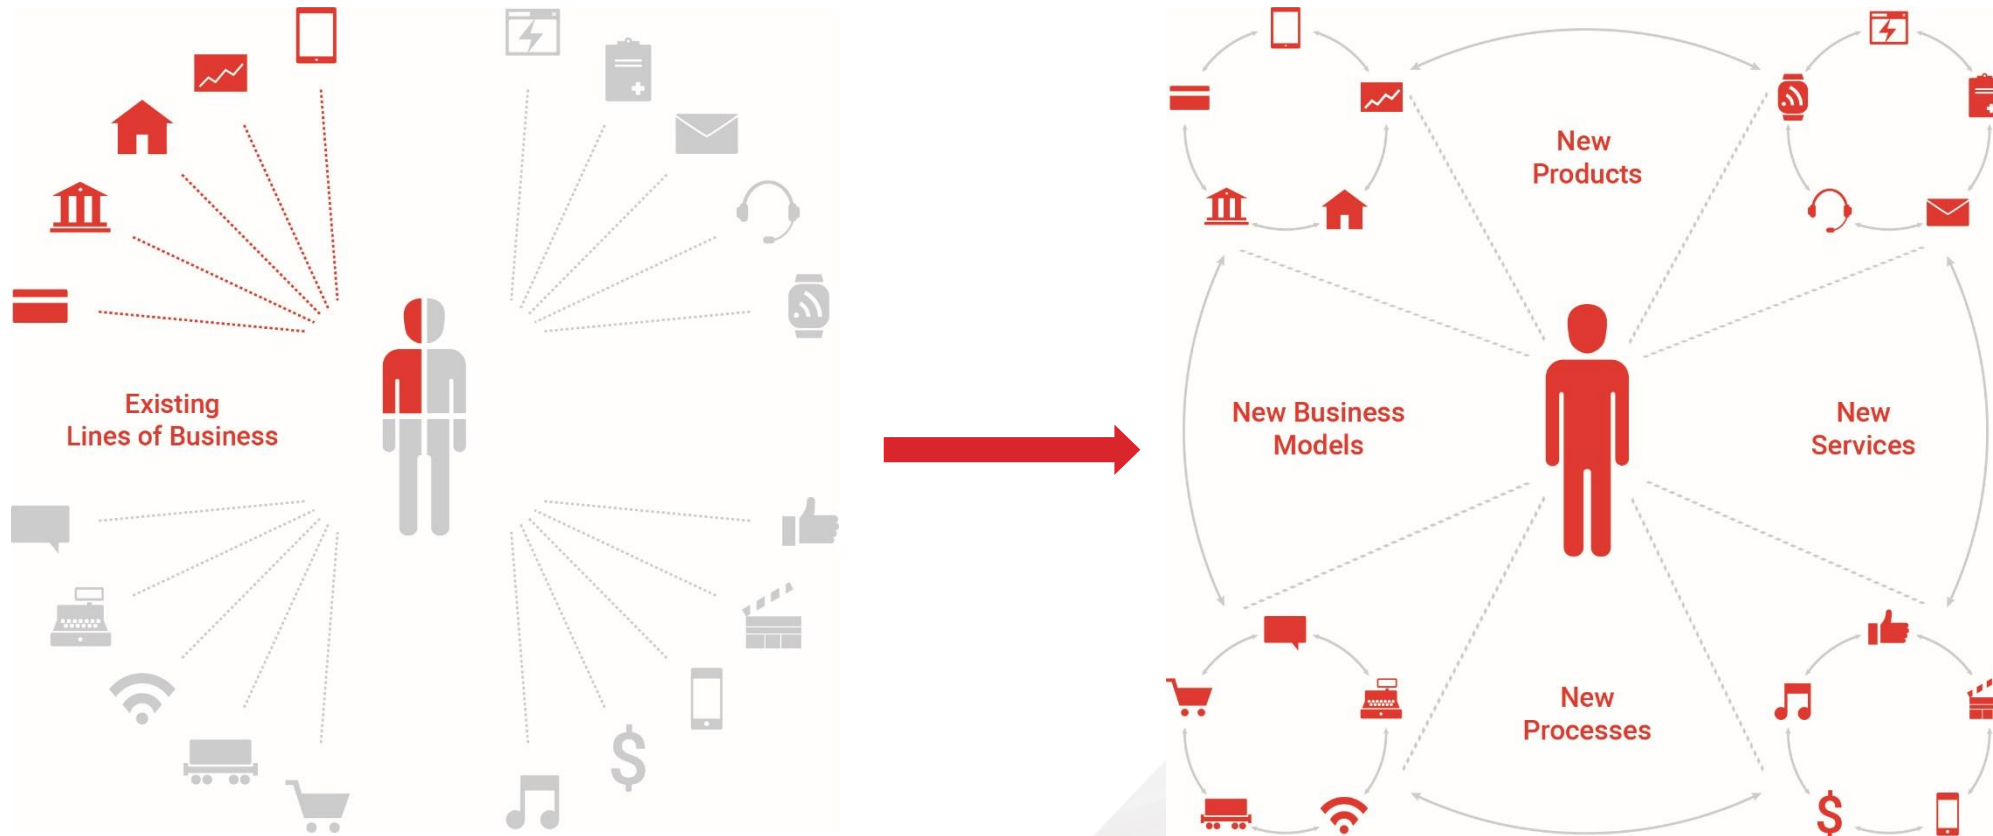 Existing
Lines of Business
New
Products
New Business
Models
New
Services
New
Processes